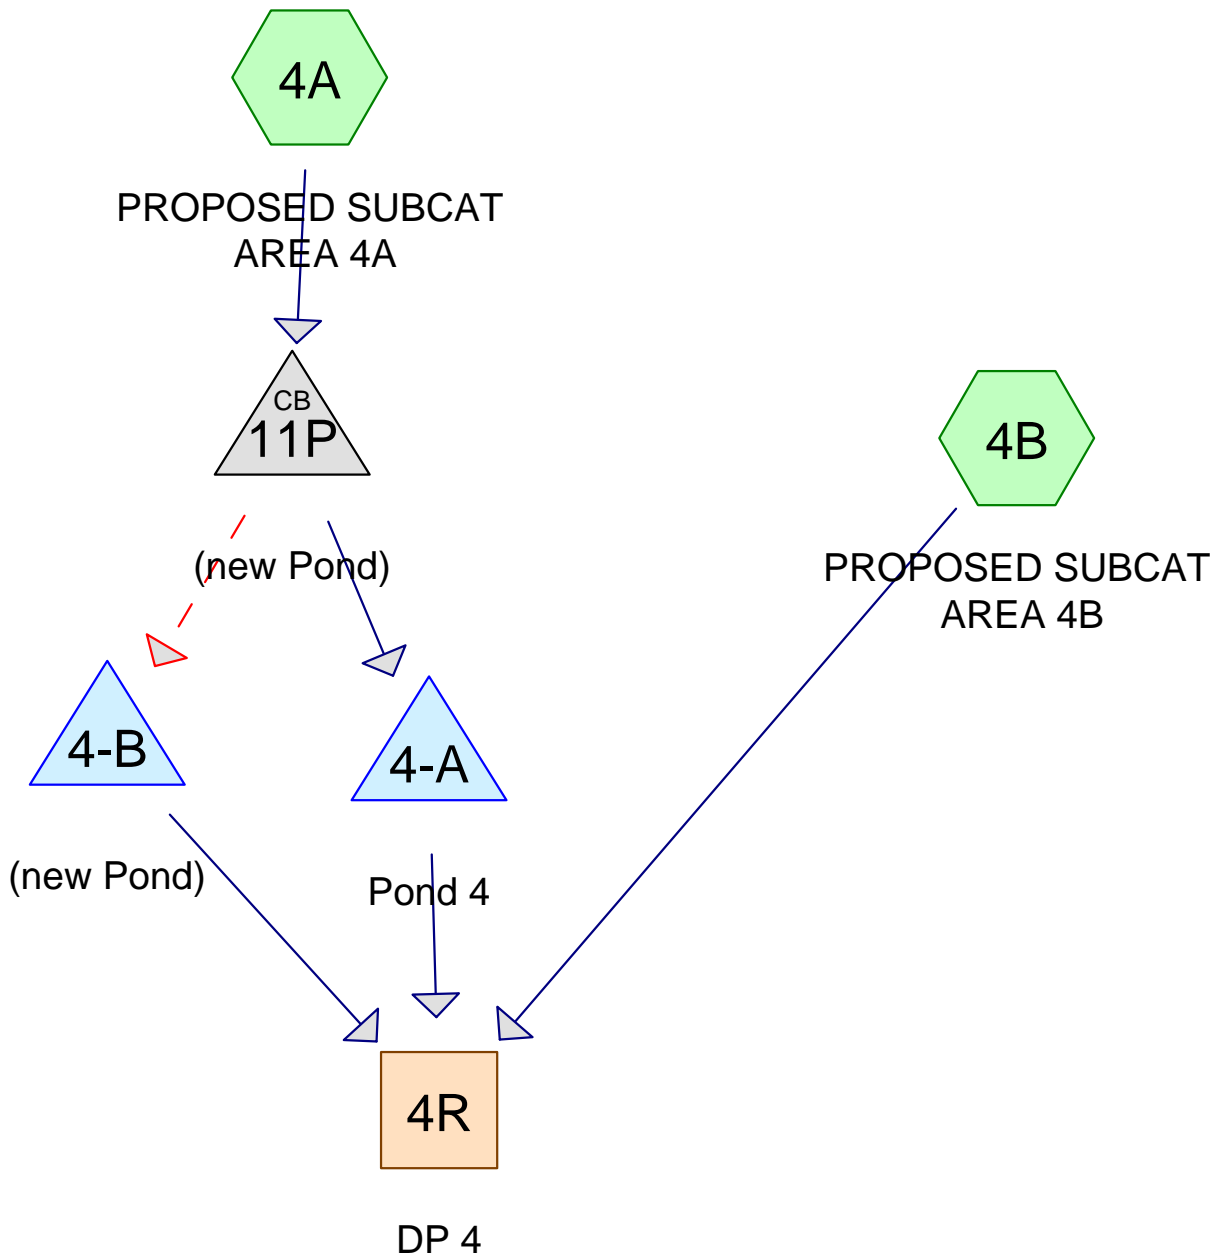 4A
PROPOSED SUBCAT
AREA 4A
CB
11P
(new Pond)
4B
PROPOSED SUBCAT
AREA 4B
4-B
(new Pond)
4-A
Pond 4
4R
DP 4